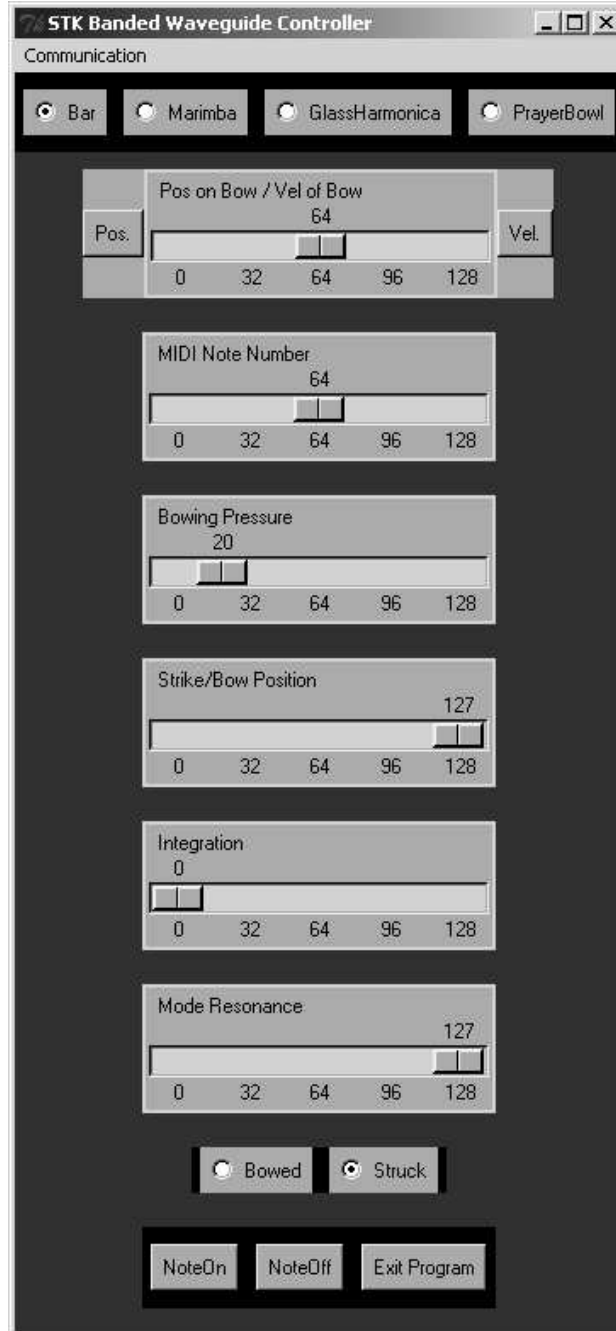 STK Banded Waveguide Controller
Communication
Bar Marimba GlassHarmonica PrayerBowl
Pos on Bow / Vel of Bow
64
Pos. Vel.
0 32 64 96 128
MIDI Note Number
64
0 32 64 96 128
Bowing Pressure
20
0 32 64 96 128
Strike/Bow Position
127
0 32 64 96 128
Integration
0
0 32 64 96 128
Mode Resonance
127
0 32 64 96 128
Bowed Struck
NoteOn NoteOff Exit Program